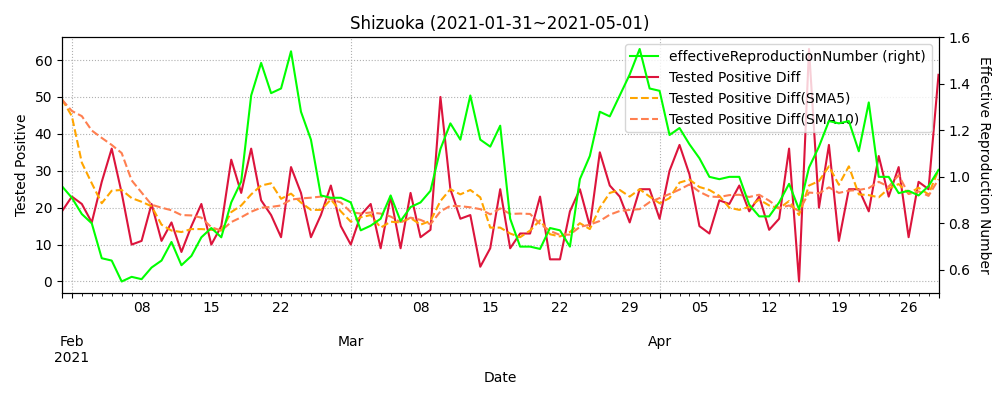 Shizuoka (2021-01-31~2021-05-01)
effectiveReproductionNumber (right)
Tested Positive Diff
Tested Positive Diff(SMA5)
Tested Positive Diff(SMA10)
Tested Positive
60
50
40
30
20
10
0
1.6
1.4
1.2
1.0
0.8
0.6
Effective Reproduction Number
08 15 22 08 15 22 29 05 12 19 26
Feb Mar Apr
2021
Date